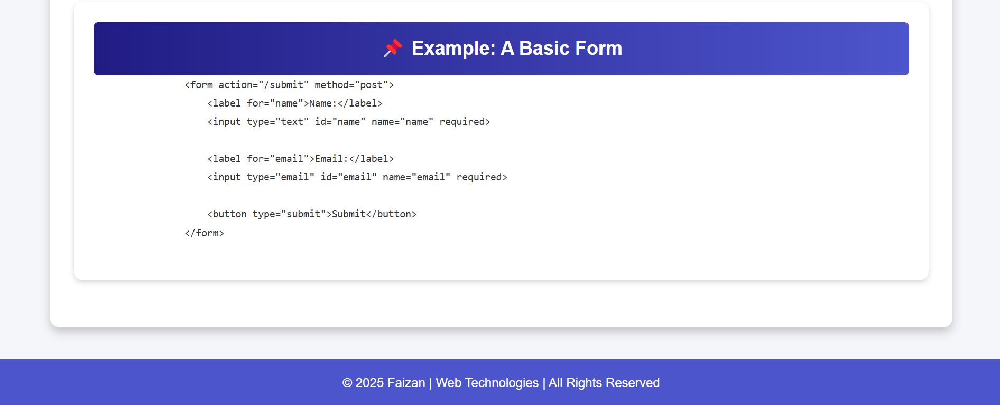 Example: A Basic Form
<form action="/submit" method="post">
    <label for="name">Name:</label>
    <input type="text" id="name" name="name" required>
    <label for="email">Email:</label>
    <input type="email" id="email" name="email" required>
    <button type="submit">Submit</button>
</form>
© 2025 Faizan | Web Technologies | All Rights Reserved